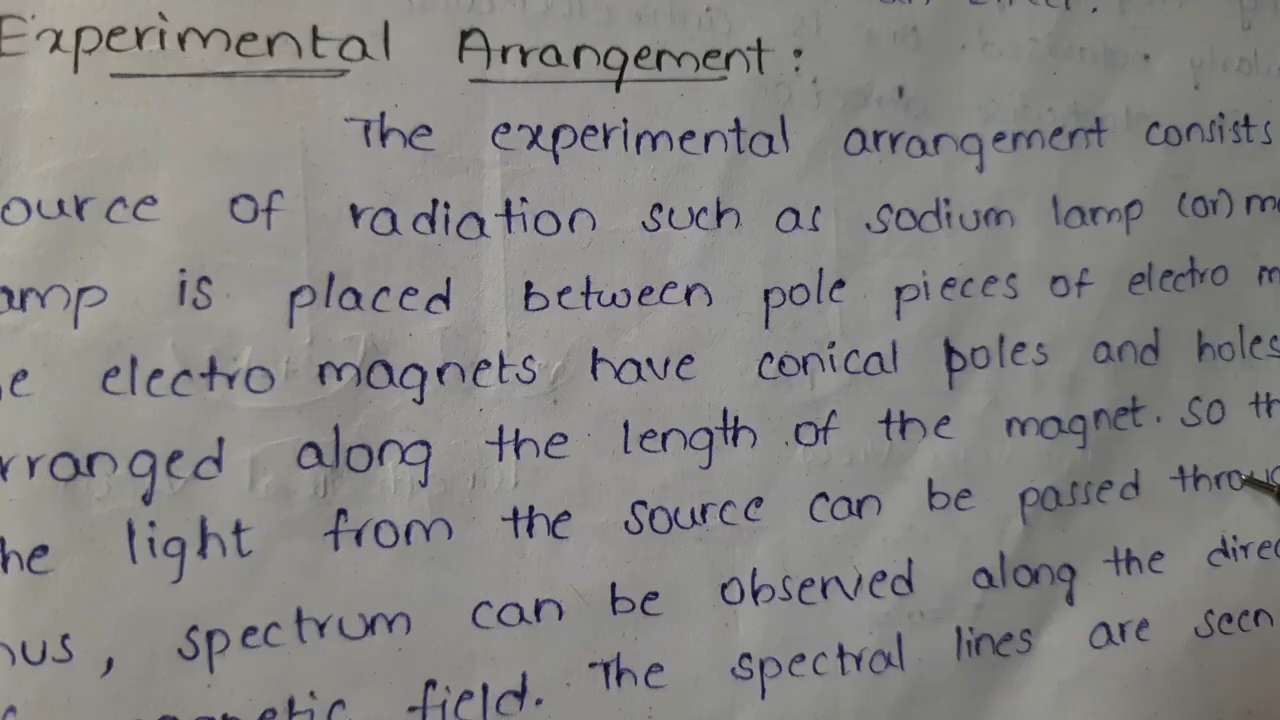 Experimental Arrangement:
The experimental arrangement consists
ource of radiation such as sodium lamp (or) m
amp is placed between pole pieces of electro m
e electro magnets have conical poles and holes
rranged along the length of the magnet. so th
he light from the source can be passed throug
us, spectrum can be observed along the direc
field. The spectral lines are seen